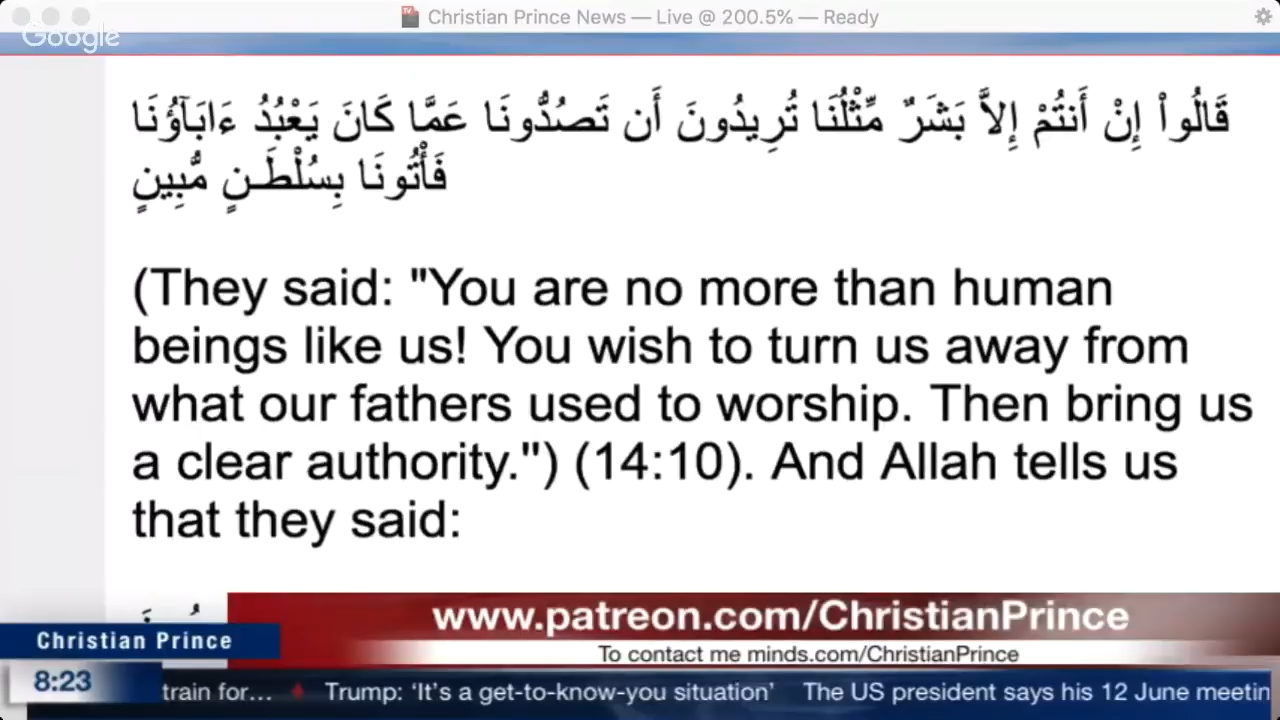 Christian Prince News — Live @ 200.5% — Ready
Google
قَالُواْ إِنْ أَنتُمْ إِلاَّ بَشَرٌ مِّثْلُنَا تُرِيدُونَ أَن تَصُدُّونَا عَمَّا كَانَ يَعْبُدُ ءَابَآؤُنَا
فَأْتُونَا بِسُلْطَـنٍ مُّبِينٍ
(They said: "You are no more than human
beings like us! You wish to turn us away from
what our fathers used to worship. Then bring us
a clear authority.") (14:10). And Allah tells us
that they said:
www.patreon.com/ChristianPrince
Christian Prince
To contact me minds.com/ChristianPrince
8:23
train for... Trump: ‘It’s a get-to-know-you situation’ The US president says his 12 June meetin